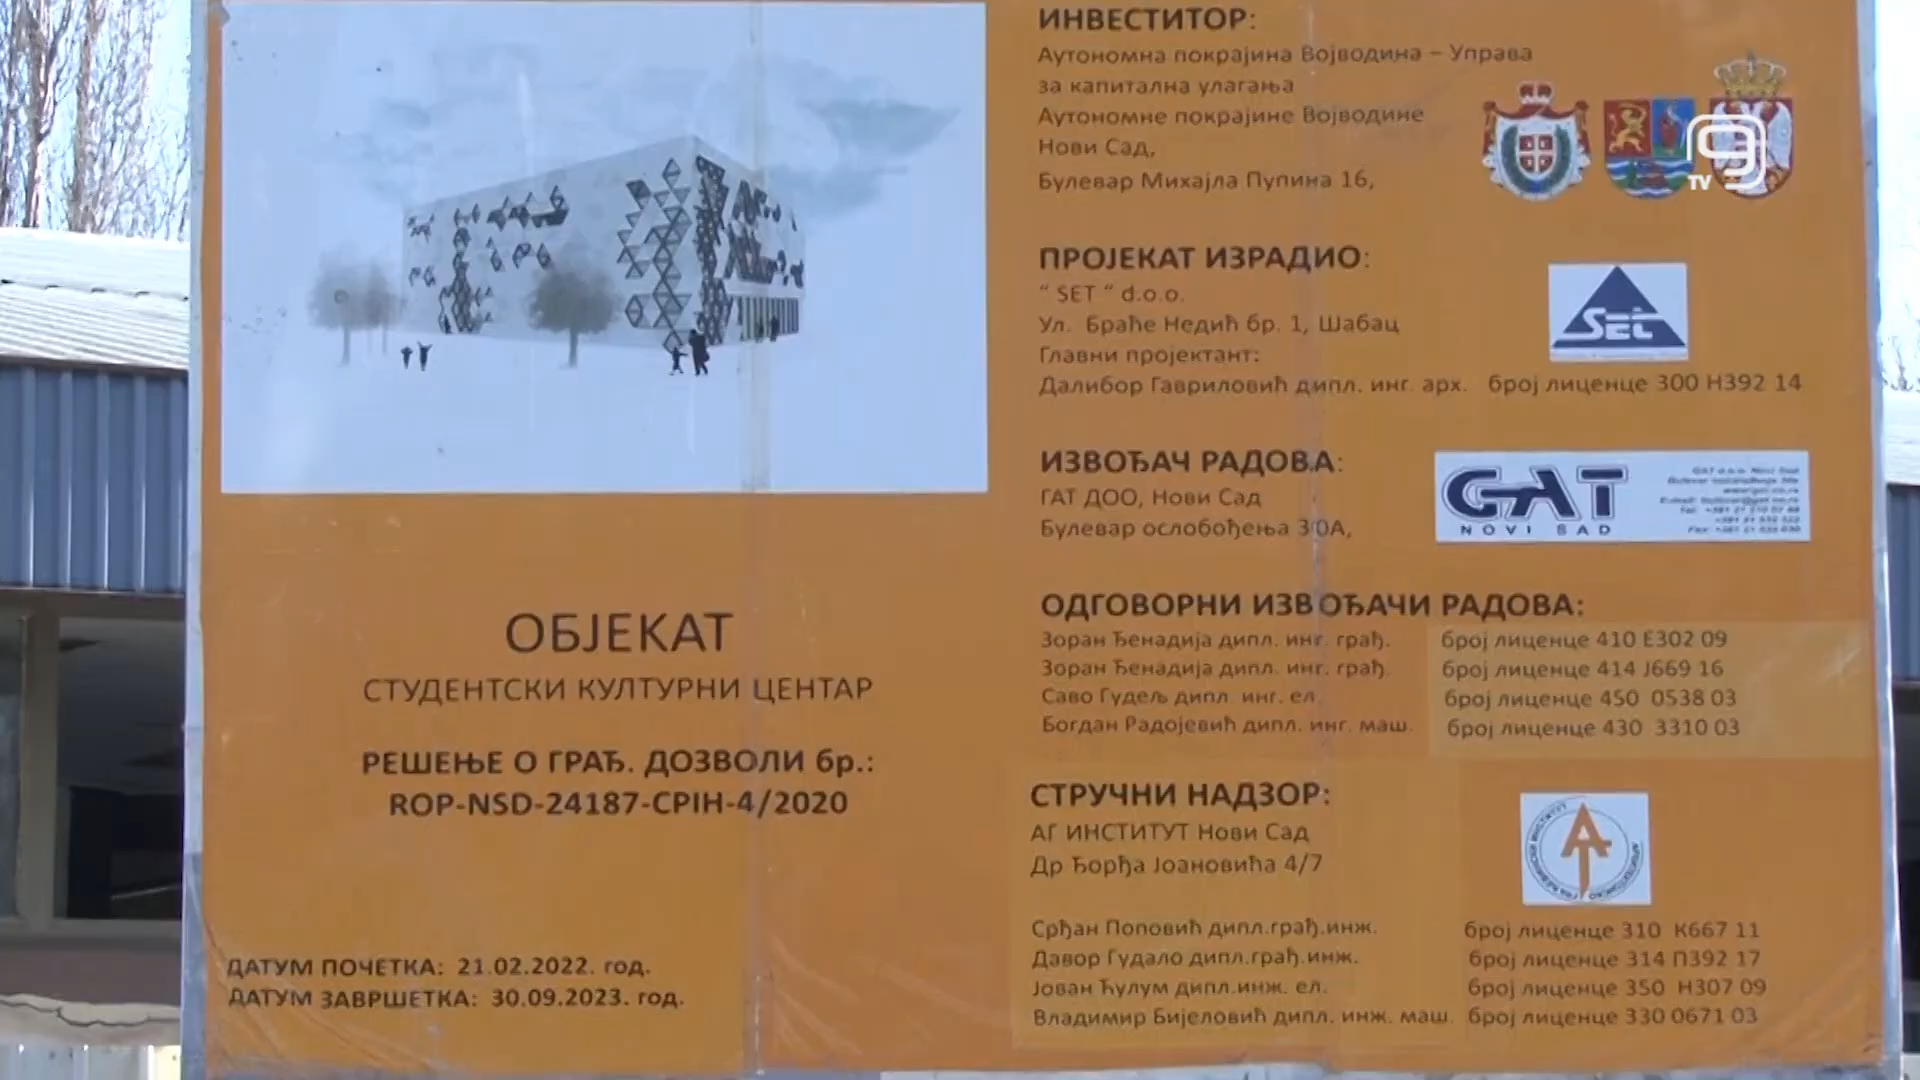 ИНВЕСТИТОР:
Аутономна покрајина Војводина – Управа
за капитална улагања
Аутономне покрајине Војводине
Нови Сад,
Булевар Михајла Пупина 16,
TV
ПРОЈЕКАТ ИЗРАДИО:
“ SET “ d.o.o.
Ул. Браће Недић бр. 1, Шабац
Главни пројектант:
Далибор Гавриловић дипл. инг. арх. број лиценце 300 Н392 14
SET
ИЗВОЂАЧ РАДОВА:
ГАТ ДОО, Нови Сад
Булевар ослобођења 30А,
GAT
NOVI SAD
GAT d.o.o. Novi Sad
ОДГОВОРНИ ИЗВОЂАЧИ РАДОВА:
Зоран Ђенадија дипл. инг. грађ. број лиценце 410 Е302 09
Зоран Ђенадија дипл. инг. грађ. број лиценце 414 Ј669 16
Саво Гудељ дипл. инг. ел. број лиценце 450 0538 03
Богдан Радојевић дипл. инг. маш. број лиценце 430 3310 03
СТРУЧНИ НАДЗОР:
АГ ИНСТИТУТ Нови Сад
Др Ђорђа Јоановића 4/7
Срђан Поповић дипл.грађ.инж. број лиценце 310 К667 11
Давор Гудало дипл.грађ.инж. број лиценце 314 П392 17
Јован Ћулум дипл.инж. ел. број лиценце 350 Н307 09
Владимир Бијеловић дипл. инж. маш. број лиценце 330 0671 03
ОБЈЕКАТ
СТУДЕНТСКИ КУЛТУРНИ ЦЕНТАР
РЕШЕЊЕ О ГРАЂ. ДОЗВОЛИ бр.:
ROP-NSD-24187-CPIH-4/2020
ДАТУМ ПОЧЕТКА: 21.02.2022. год.
ДАТУМ ЗАВРШЕТКА: 30.09.2023. год.